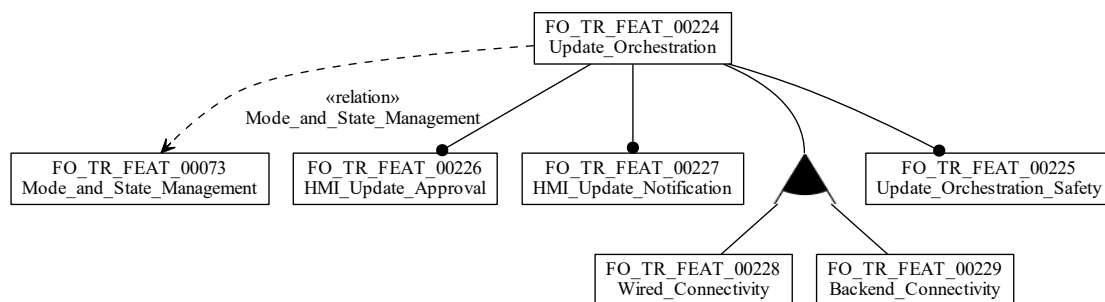 FO_TR_FEAT_00224
Update_Orchestration
«relation»
Mode_and_State_Management
FO_TR_FEAT_00073
Mode_and_State_Management
FO_TR_FEAT_00226
HMI_Update_Approval
FO_TR_FEAT_00227
HMI_Update_Notification
FO_TR_FEAT_00225
Update_Orchestration_Safety
FO_TR_FEAT_00228
Wired_Connectivity
FO_TR_FEAT_00229
Backend_Connectivity